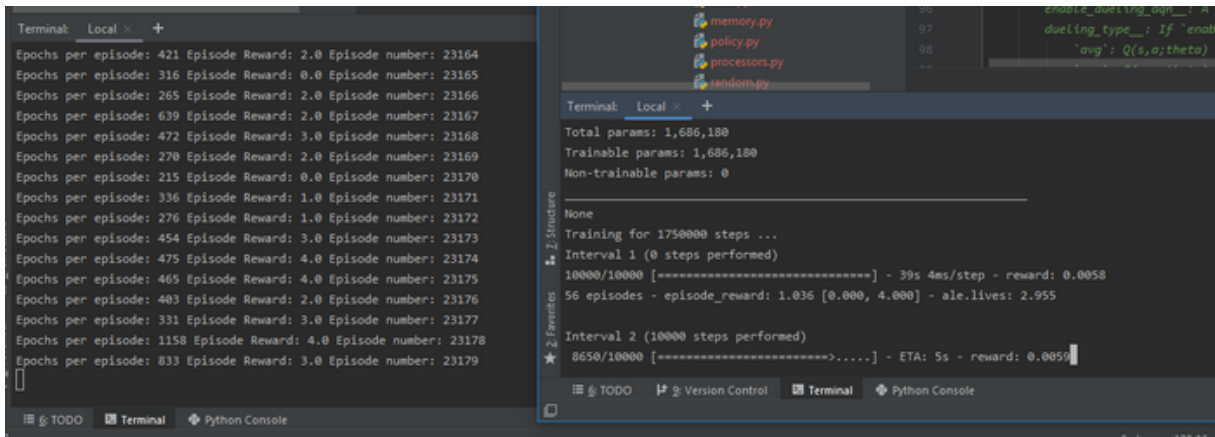 Terminal: Local × +
Epochs per episode: 421 Episode Reward: 2.0 Episode number: 23164
Epochs per episode: 316 Episode Reward: 0.0 Episode number: 23165
Epochs per episode: 265 Episode Reward: 2.0 Episode number: 23166
Epochs per episode: 639 Episode Reward: 2.0 Episode number: 23167
Epochs per episode: 472 Episode Reward: 3.0 Episode number: 23168
Epochs per episode: 270 Episode Reward: 2.0 Episode number: 23169
Epochs per episode: 215 Episode Reward: 0.0 Episode number: 23170
Epochs per episode: 336 Episode Reward: 1.0 Episode number: 23171
Epochs per episode: 276 Episode Reward: 1.0 Episode number: 23172
Epochs per episode: 454 Episode Reward: 3.0 Episode number: 23173
Epochs per episode: 475 Episode Reward: 4.0 Episode number: 23174
Epochs per episode: 465 Episode Reward: 4.0 Episode number: 23175
Epochs per episode: 403 Episode Reward: 2.0 Episode number: 23176
Epochs per episode: 331 Episode Reward: 3.0 Episode number: 23177
Epochs per episode: 1158 Episode Reward: 4.0 Episode number: 23178
Epochs per episode: 833 Episode Reward: 3.0 Episode number: 23179
6: TODO Terminal Python Console
memory.py
policy.py
processors.py
random.py
96 enable_dueling_dqn__: A
97 dueling_type__: If `enab
98 `avg`: Q(s,a;theta)
Terminal: Local × +
Total params: 1,686,180
Trainable params: 1,686,180
Non-trainable params: 0
_________________________________________________________________
None
Training for 1750000 steps ...
Interval 1 (0 steps performed)
10000/10000 [==============================] - 39s 4ms/step - reward: 0.0058
56 episodes - episode_reward: 1.036 [0.000, 4.000] - ale.lives: 2.955
Interval 2 (10000 steps performed)
8650/10000 [========================>.....] - ETA: 5s - reward: 0.0059
7: Structure
2: Favorites
6: TODO 9: Version Control Terminal Python Console